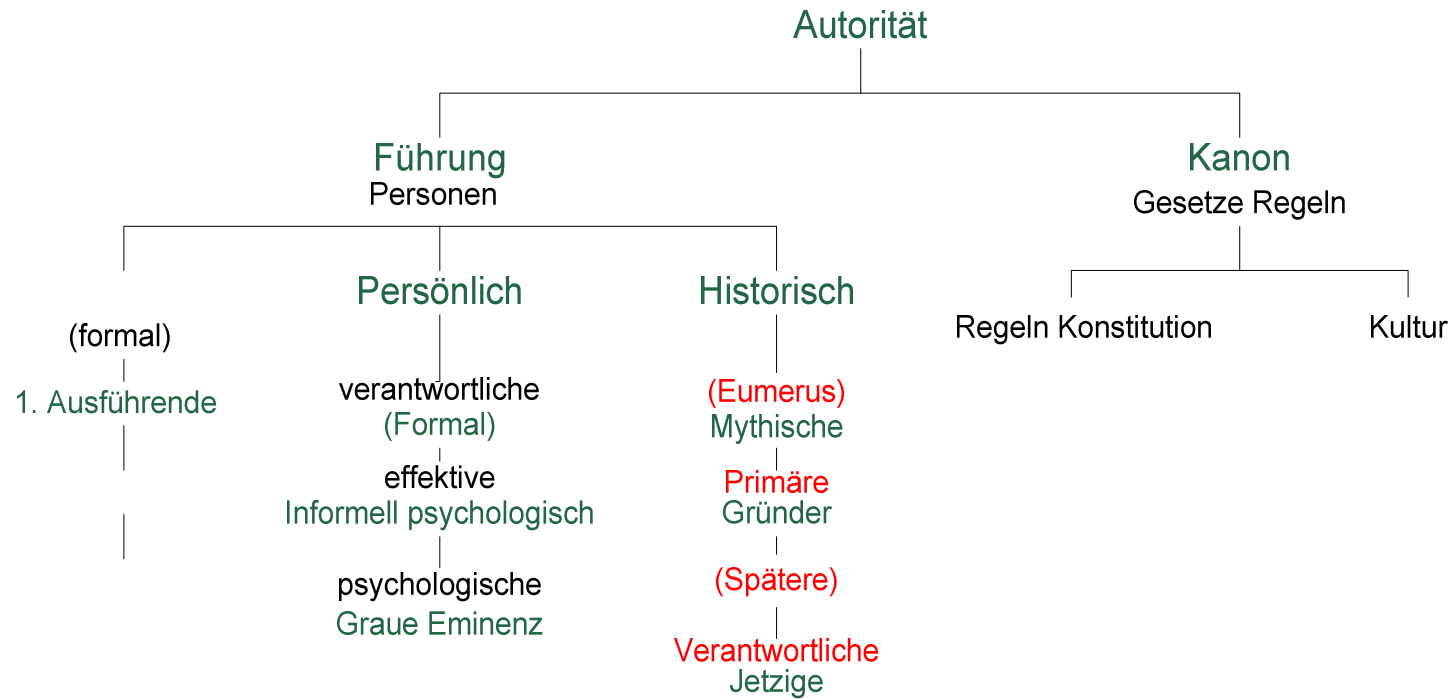 Autorität
Führung
Personen
Kanon
Gesetze Regeln
(formal)
1. Ausführende
Persönlich
verantwortliche
(Formal)
effektive
Informell psychologisch
psychologische
Graue Eminenz
Historisch
(Eumerus)
Mythische
Primäre
Gründer
(Spätere)
Verantwortliche
Jetzige
Regeln Konstitution
Kultur